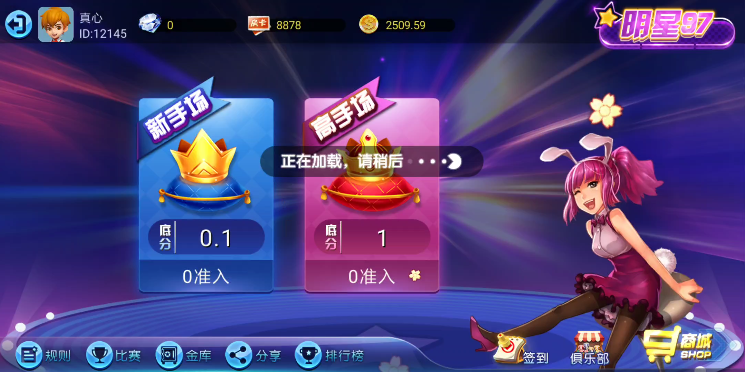 真心
ID:12145
0
房卡
8878
2509.59
明星97
新手场
高手场
正在加载，请稍后
底分
0.1
底分
1
0准入
0准入
规则
比赛
金库
分享
排行榜
签到
俱乐部
商城
SHOP